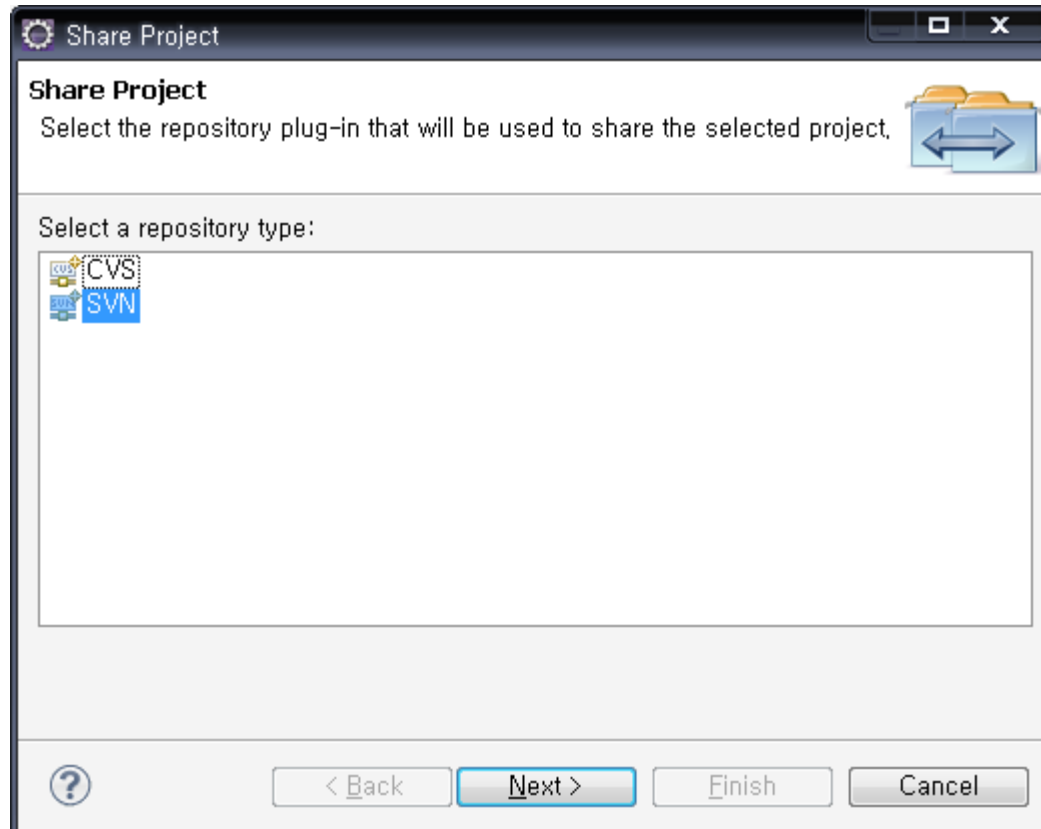 Share Project
Share Project
Select the repository plug-in that will be used to share the selected project.
Select a repository type:
CVS
SVN
< Back
Next >
Finish
Cancel